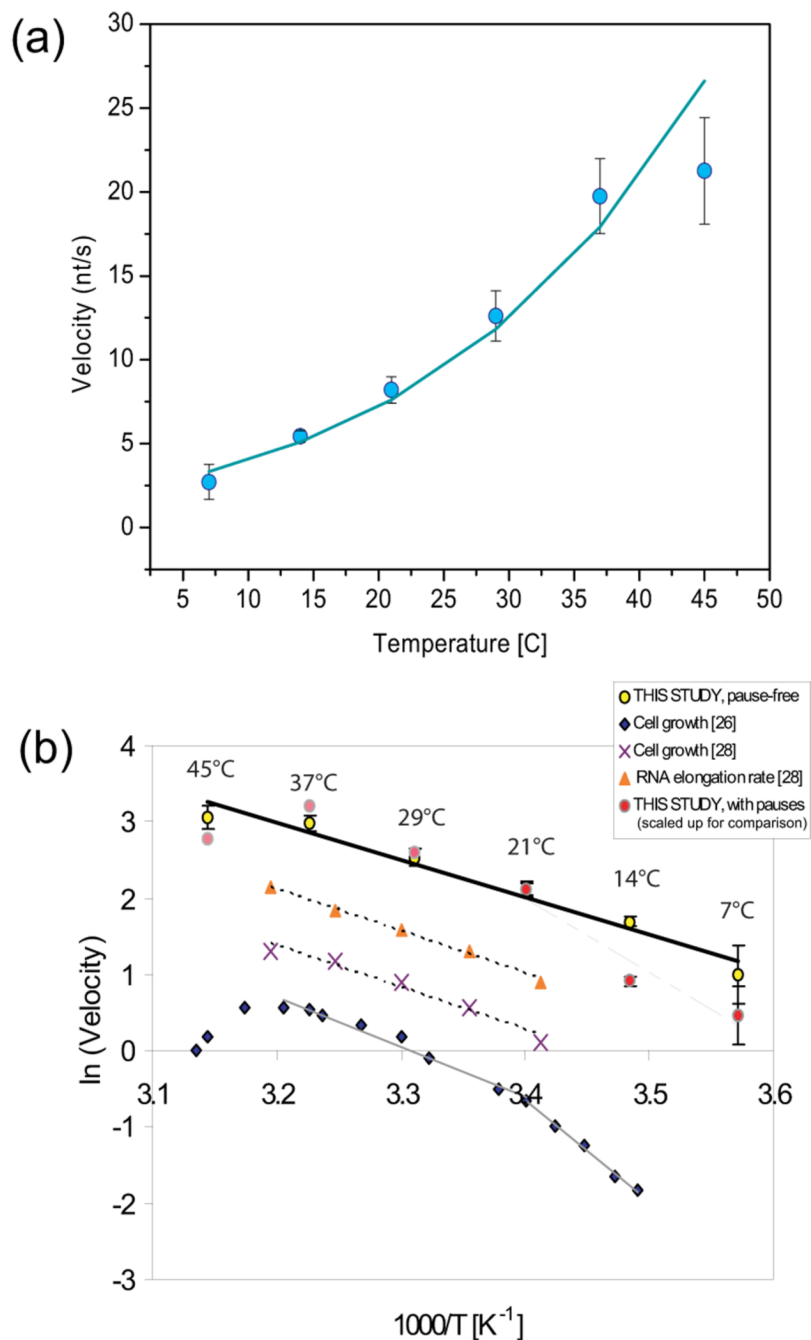 (a)
30
25
20
15
10
5
0
Velocity (nt/s)
5 10 15 20 25 30 35 40 45 50
Temperature [C]
(b)
THIS STUDY, pause-free
Cell growth [26]
Cell growth [28]
RNA elongation rate [28]
THIS STUDY, with pauses
(scaled up for comparison)
4
3
2
1
0
-1
-2
-3
ln (Velocity)
45°C
37°C
29°C
21°C
14°C
7°C
3.1 3.2 3.3 3.4 3.5 3.6
1000/T [K⁻¹]